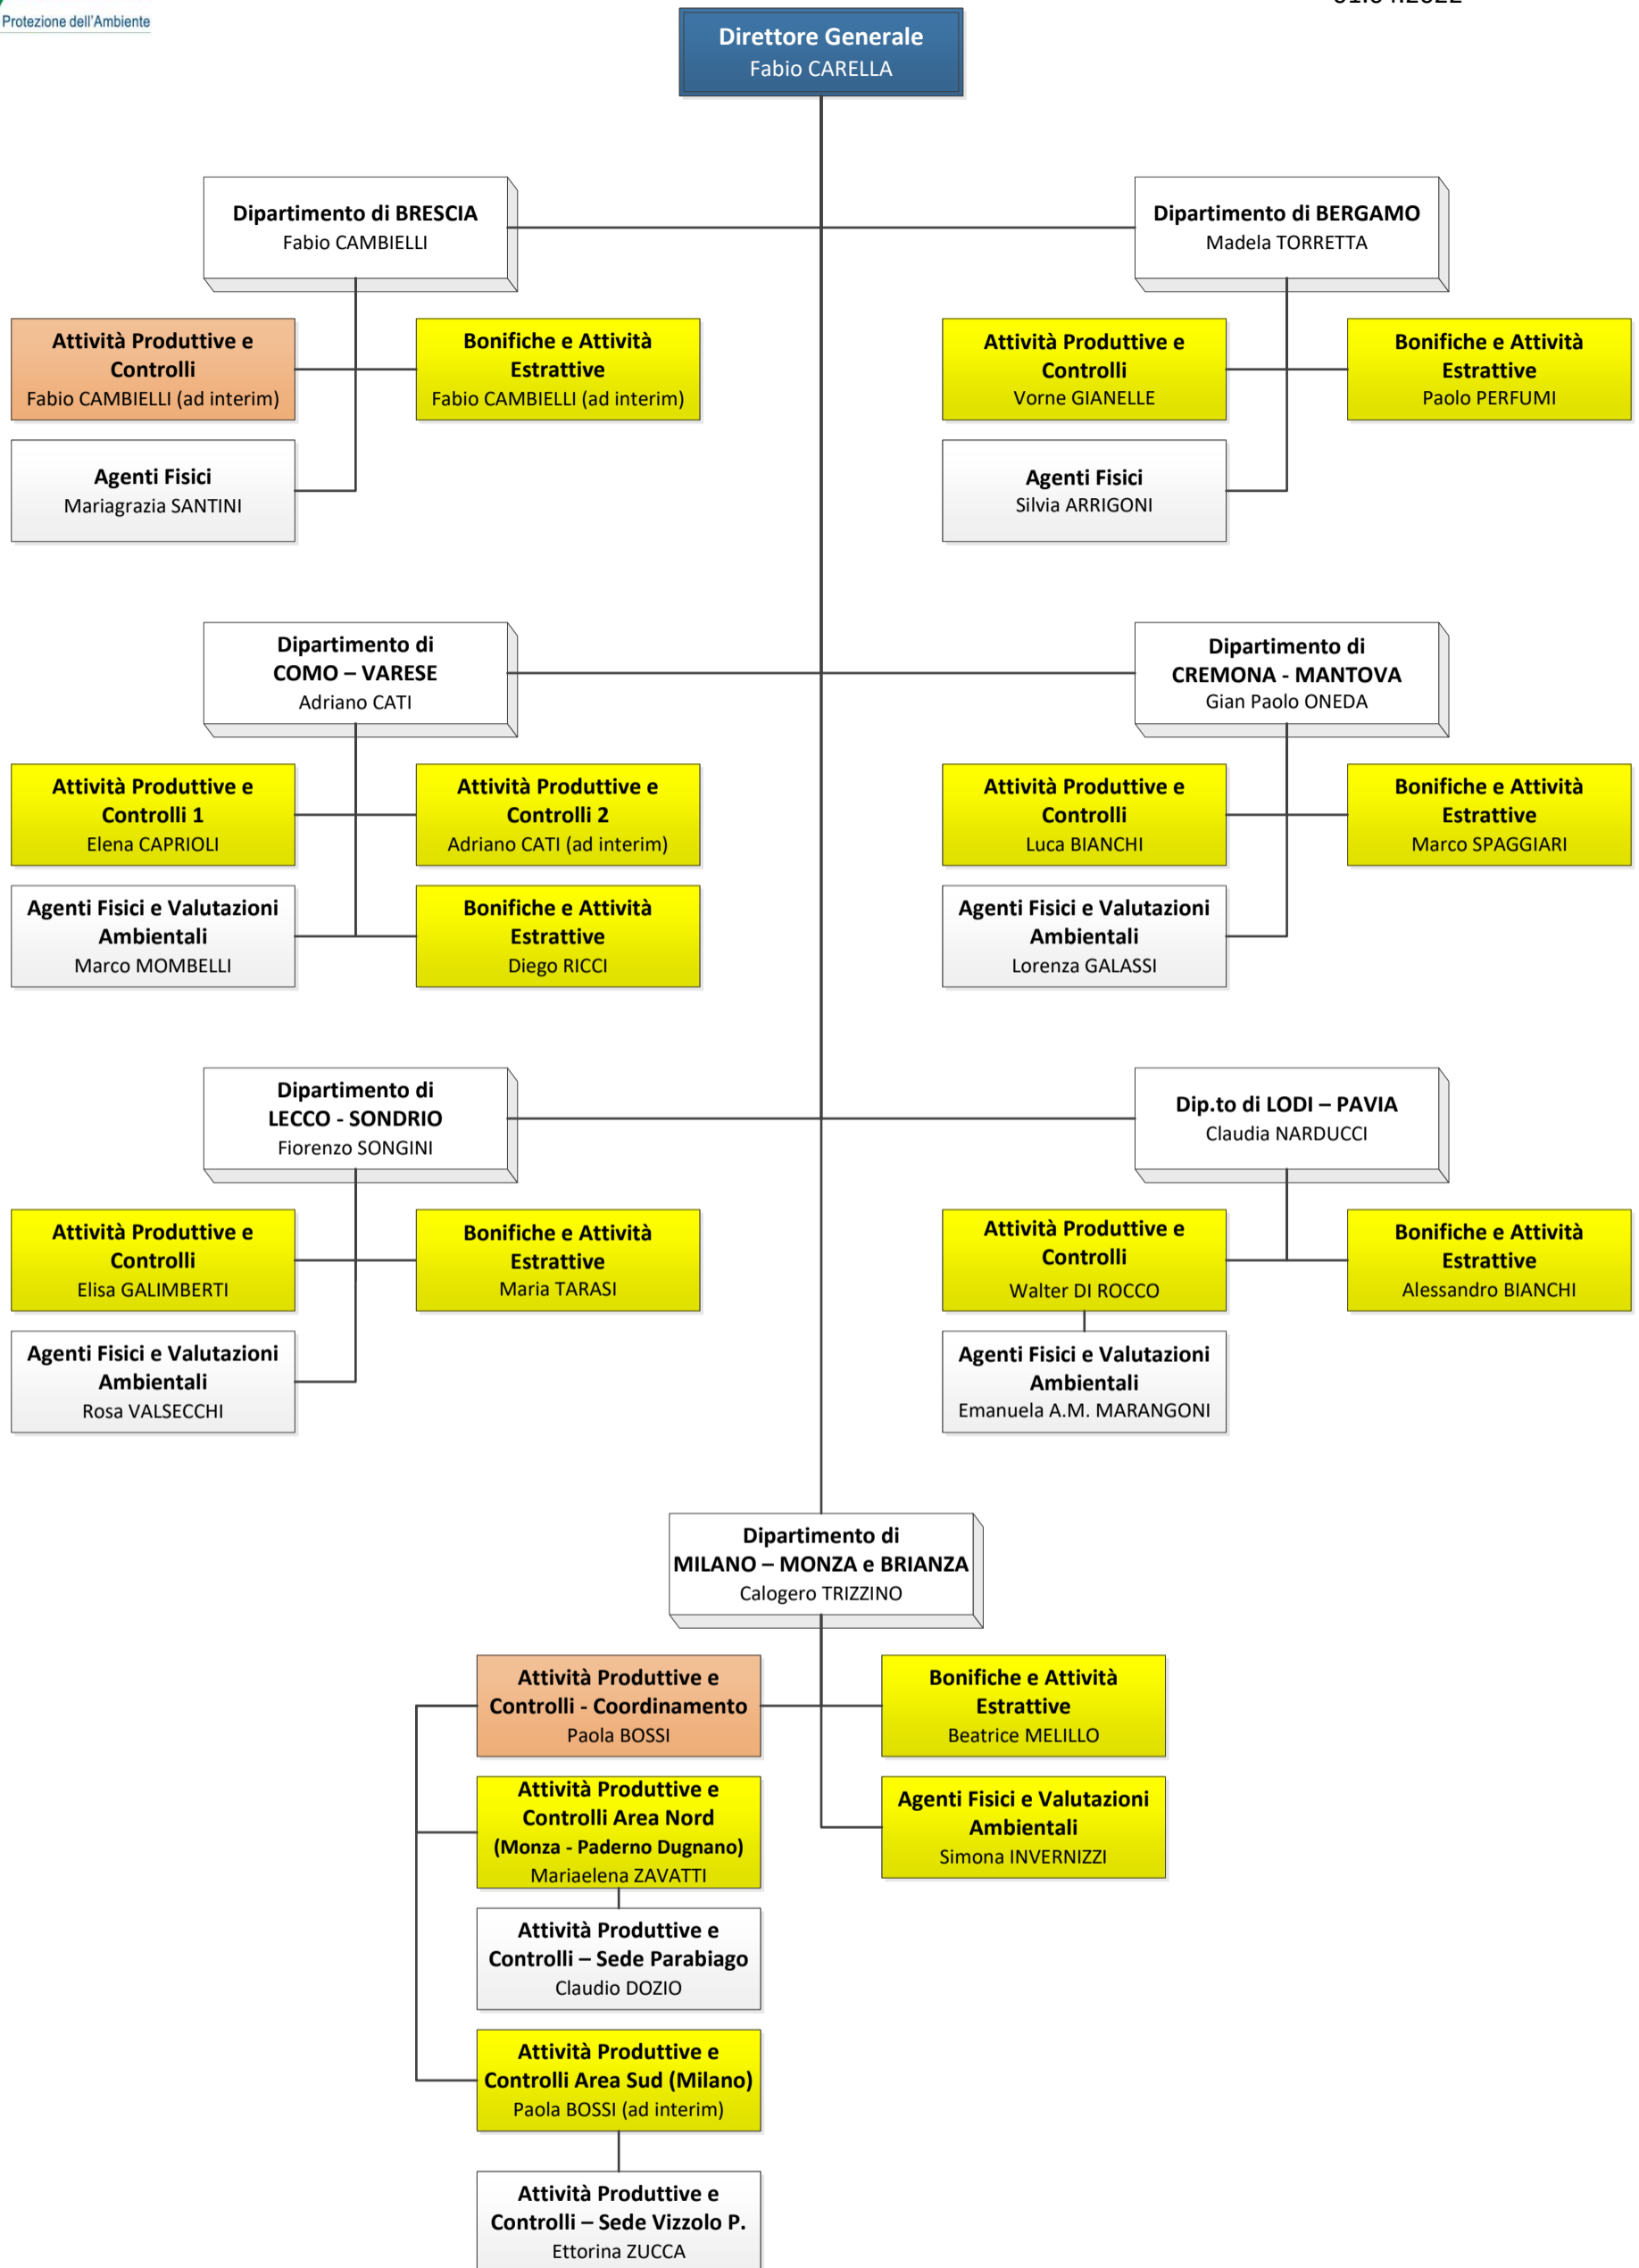 Protezione dell'Ambiente
Direttore Generale
Fabio CARELLA
Dipartimento di BRESCIA
Fabio CAMBIELLI
Dipartimento di BERGAMO
Madela TORRETTA
Attività Produttive e
Controlli
Fabio CAMBIELLI (ad interim)
Bonifiche e Attività
Estrattive
Fabio CAMBIELLI (ad interim)
Attività Produttive e
Controlli
Vorne GIANELLE
Bonifiche e Attività
Estrattive
Paolo PERFUMI
Agenti Fisici
Mariagrazia SANTINI
Agenti Fisici
Silvia ARRIGONI
Dipartimento di
COMO – VARESE
Adriano CATI
Dipartimento di
CREMONA - MANTOVA
Gian Paolo ONEDA
Attività Produttive e
Controlli 1
Elena CAPRIOLI
Attività Produttive e
Controlli 2
Adriano CATI (ad interim)
Attività Produttive e
Controlli
Luca BIANCHI
Bonifiche e Attività
Estrattive
Marco SPAGGIARI
Agenti Fisici e Valutazioni
Ambientali
Marco MOMBELLI
Bonifiche e Attività
Estrattive
Diego RICCI
Agenti Fisici e Valutazioni
Ambientali
Lorenza GALASSI
Dipartimento di
LECCO - SONDRIO
Fiorenzo SONGINI
Dip.to di LODI – PAVIA
Claudia NARDUCCI
Attività Produttive e
Controlli
Elisa GALIMBERTI
Bonifiche e Attività
Estrattive
Maria TARASI
Attività Produttive e
Controlli
Walter DI ROCCO
Bonifiche e Attività
Estrattive
Alessandro BIANCHI
Agenti Fisici e Valutazioni
Ambientali
Rosa VALSECCHI
Agenti Fisici e Valutazioni
Ambientali
Emanuela A.M. MARANGONI
Dipartimento di
MILANO – MONZA e BRIANZA
Calogero TRIZZINO
Attività Produttive e
Controlli - Coordinamento
Paola BOSSI
Bonifiche e Attività
Estrattive
Beatrice MELILLO
Attività Produttive e
Controlli Area Nord
(Monza - Paderno Dugnano)
Mariaelena ZAVATTI
Agenti Fisici e Valutazioni
Ambientali
Simona INVERNIZZI
Attività Produttive e
Controlli – Sede Parabiago
Claudio DOZIO
Attività Produttive e
Controlli Area Sud (Milano)
Paola BOSSI (ad interim)
Attività Produttive e
Controlli – Sede Vizzolo P.
Ettorina ZUCCA